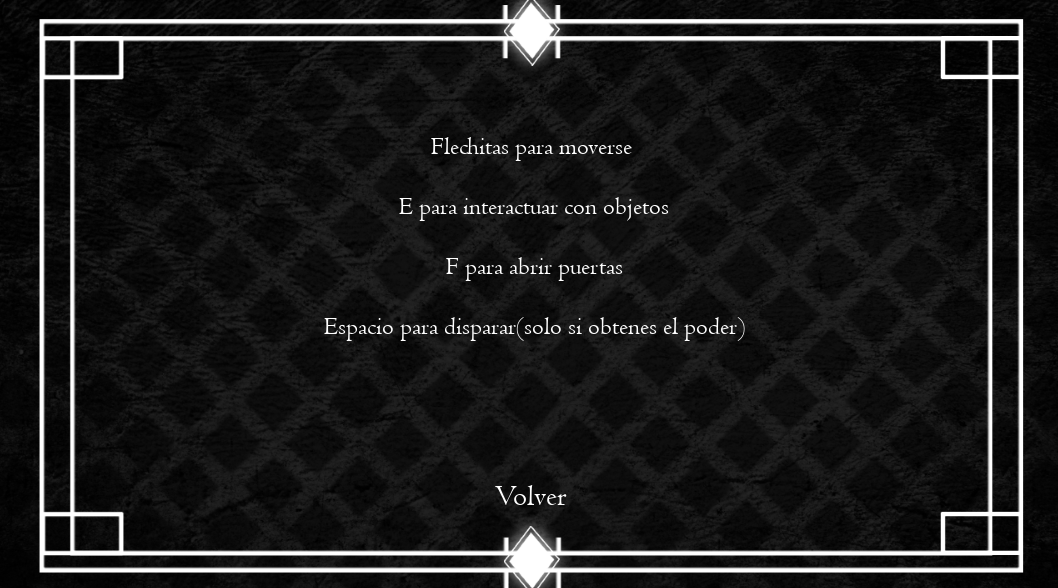 Flechitas para moverse
E para interactuar con objetos
F para abrir puertas
Espacio para disparar(solo si obtenes el poder)
Volver